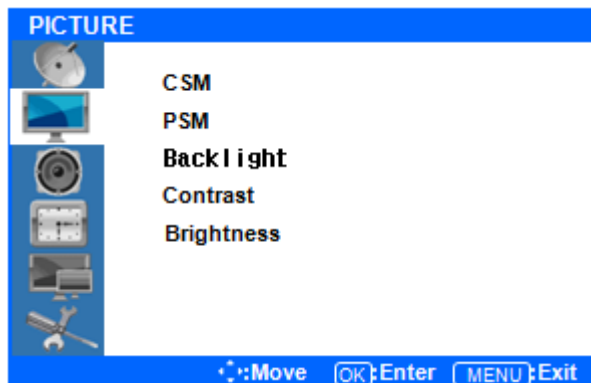 PICTURE
CSM
PSM
Backlight
Contrast
Brightness
:Move OK:Enter MENU:Exit